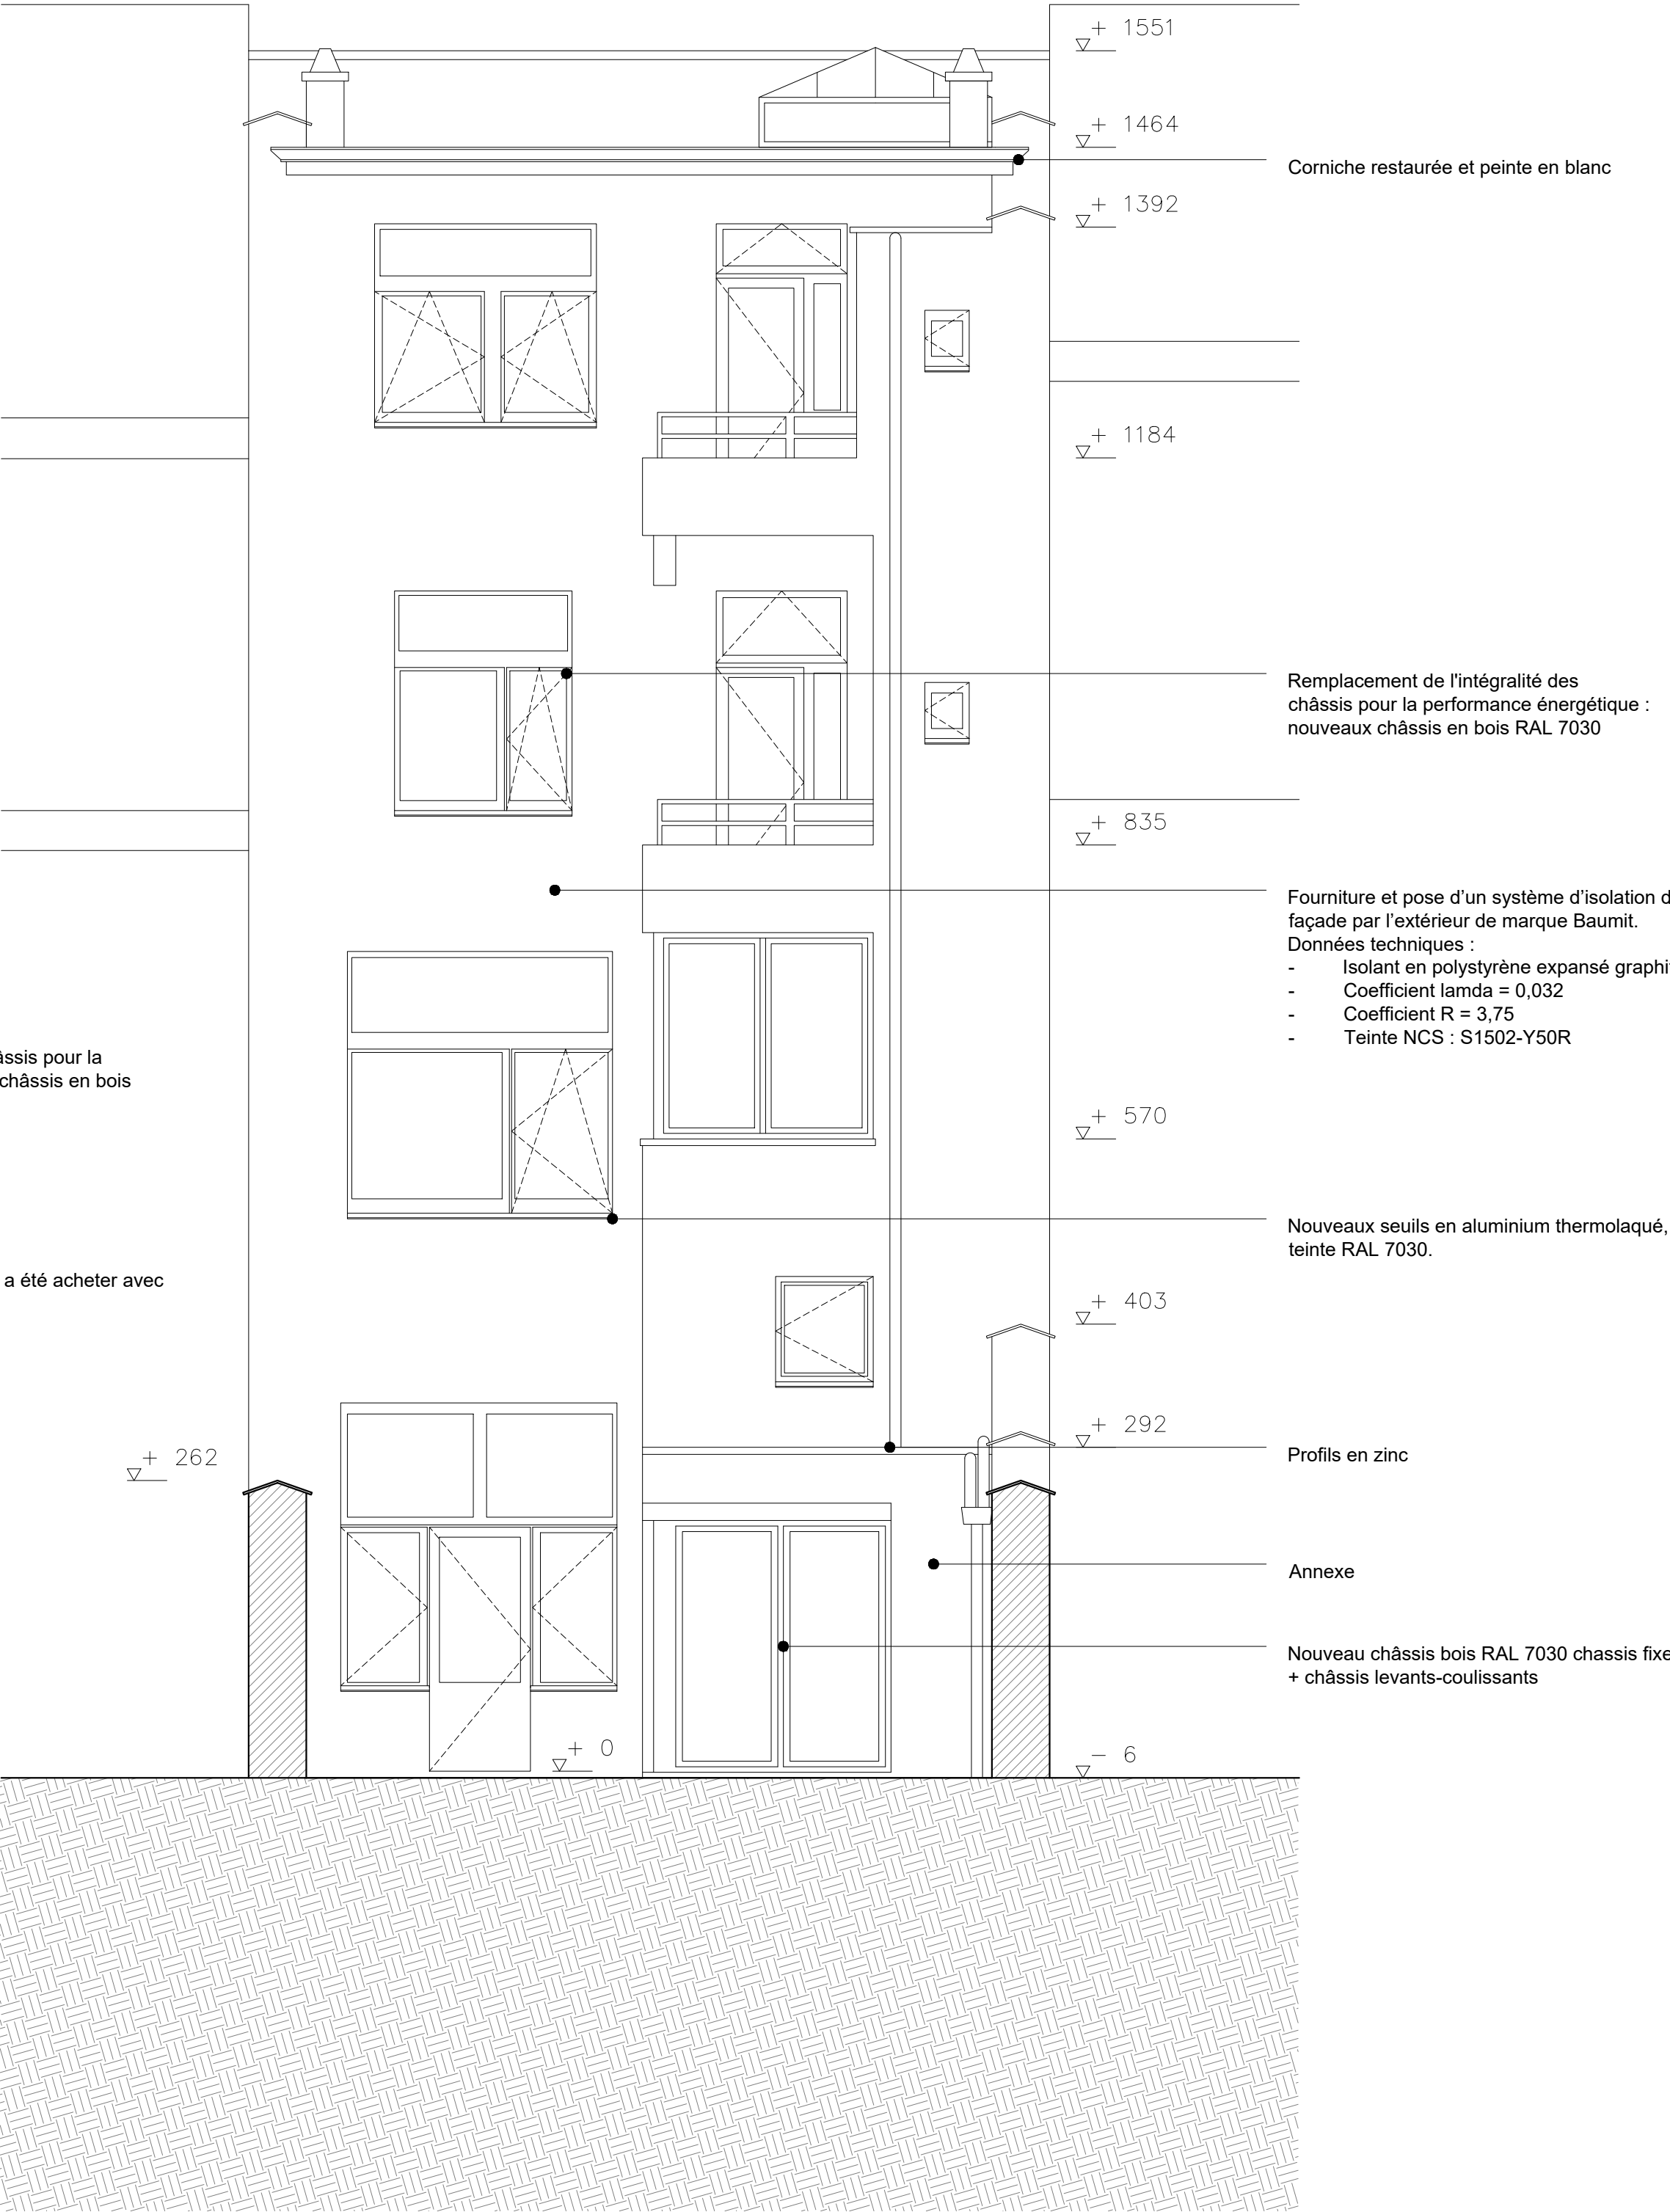 + 1551
+ 1464
Corniche restaurée et peinte en blanc
+ 1392
+ 1184
Remplacement de l'intégralité des
châssis pour la performance énergétique :
nouveaux châssis en bois RAL 7030
+ 835
Fourniture et pose d’un système d’isolation d
façade par l’extérieur de marque Baumit.
Données techniques :
- Isolant en polystyrène expansé graphi
- Coefficient lamda = 0,032
- Coefficient R = 3,75
- Teinte NCS : S1502-Y50R
âssis pour la
châssis en bois
+ 570
Nouveaux seuils en aluminium thermolaqué,
teinte RAL 7030.
a été acheter avec
+ 403
+ 292
Profils en zinc
+ 262
Annexe
Nouveau châssis bois RAL 7030 chassis fixe
+ châssis levants-coulissants
+ 0
- 6